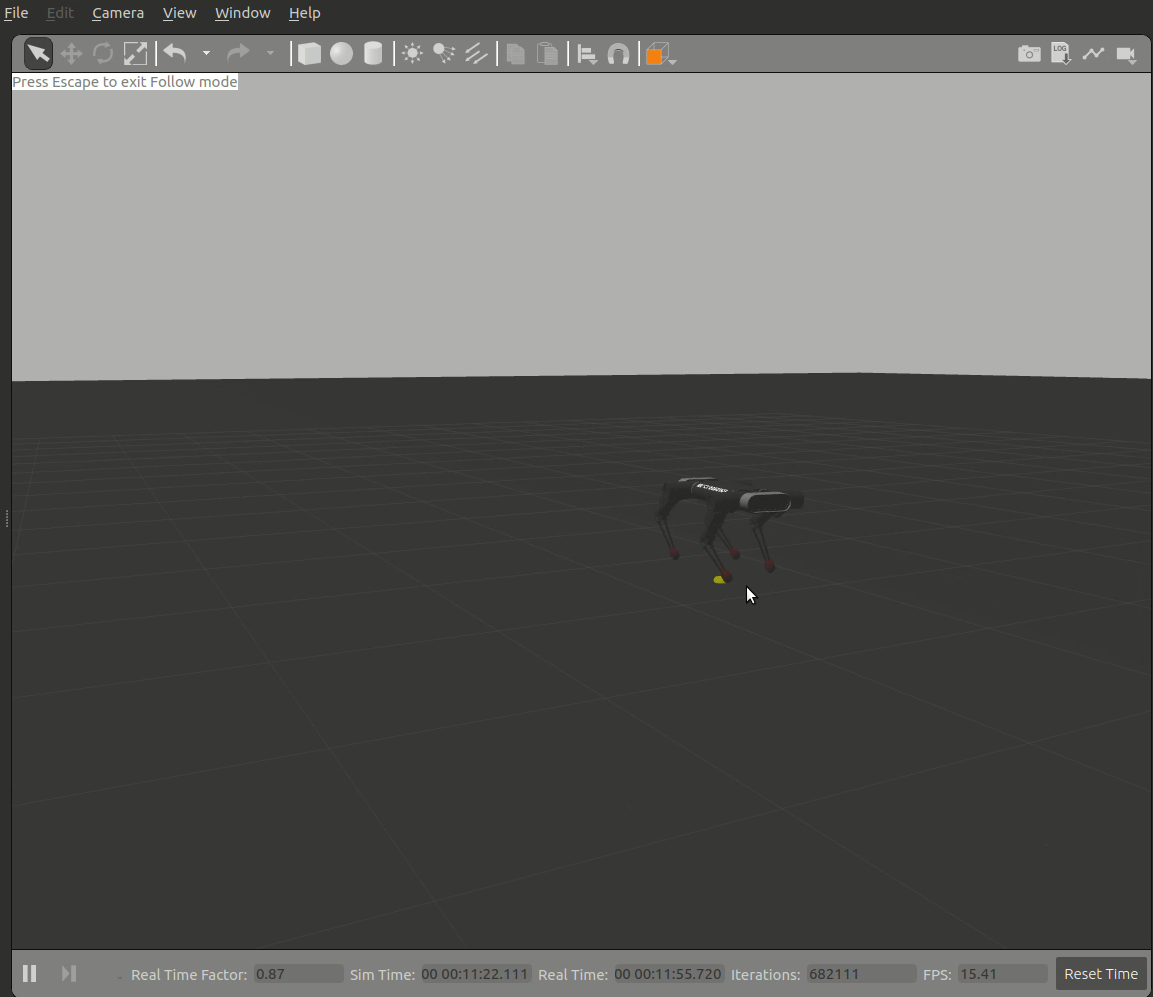 File Edit Camera View Window Help
LOG
Press Escape to exit Follow mode
Real Time Factor: 0.87 Sim Time: 00 00:11:22.111 Real Time: 00 00:11:55.720 Iterations: 682111 FPS: 15.41 Reset Time